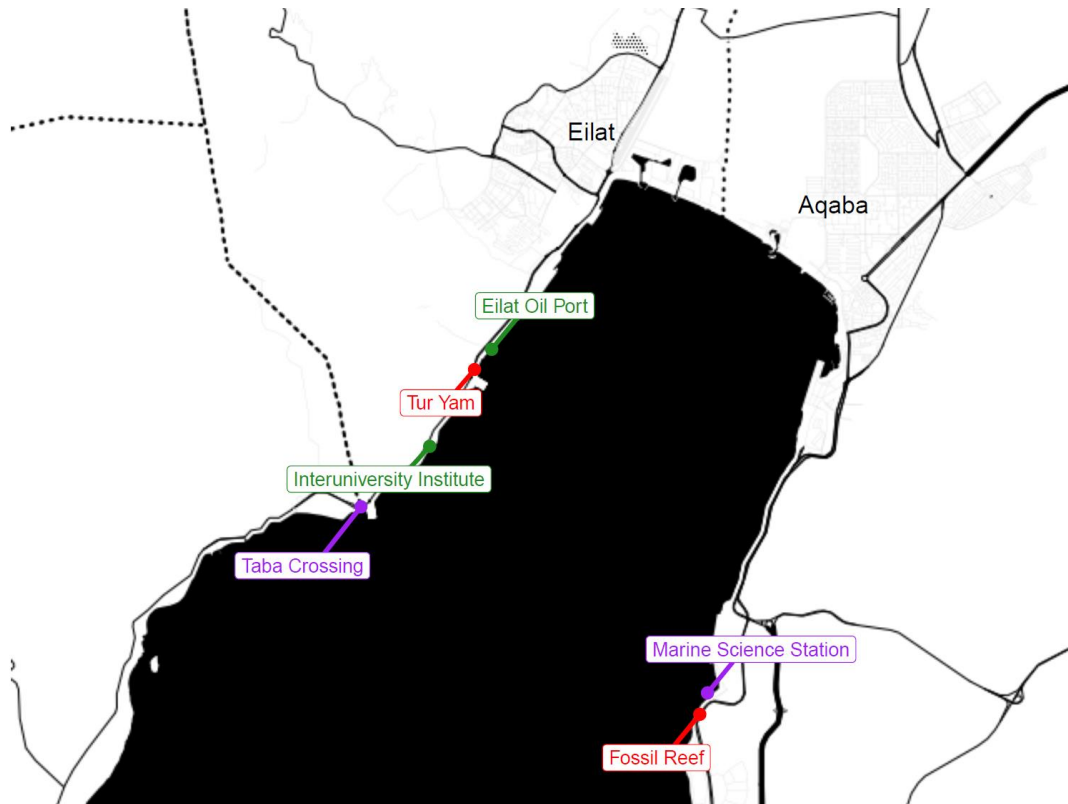 Eilat
Aqaba
Eilat Oil Port
Tur Yam
Interuniversity Institute
Taba Crossing
Marine Science Station
Fossil Reef